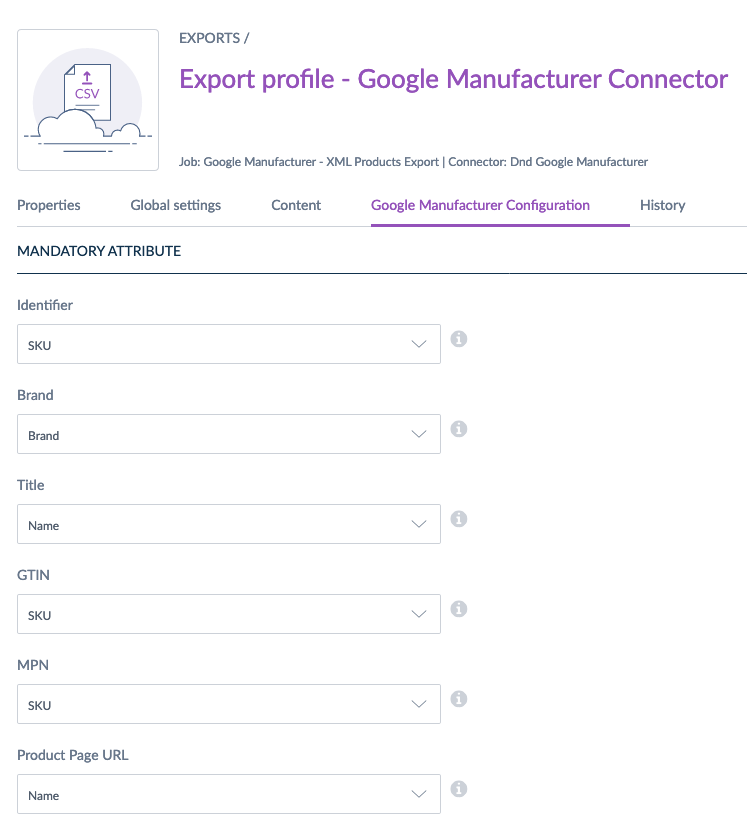 CSV
EXPORTS /
Export profile - Google Manufacturer Connector
Job: Google Manufacturer - XML Products Export | Connector: Dnd Google Manufacturer
Properties Global settings Content Google Manufacturer Configuration History
MANDATORY ATTRIBUTE
Identifier
SKU
Brand
Brand
Title
Name
GTIN
SKU
MPN
SKU
Product Page URL
Name